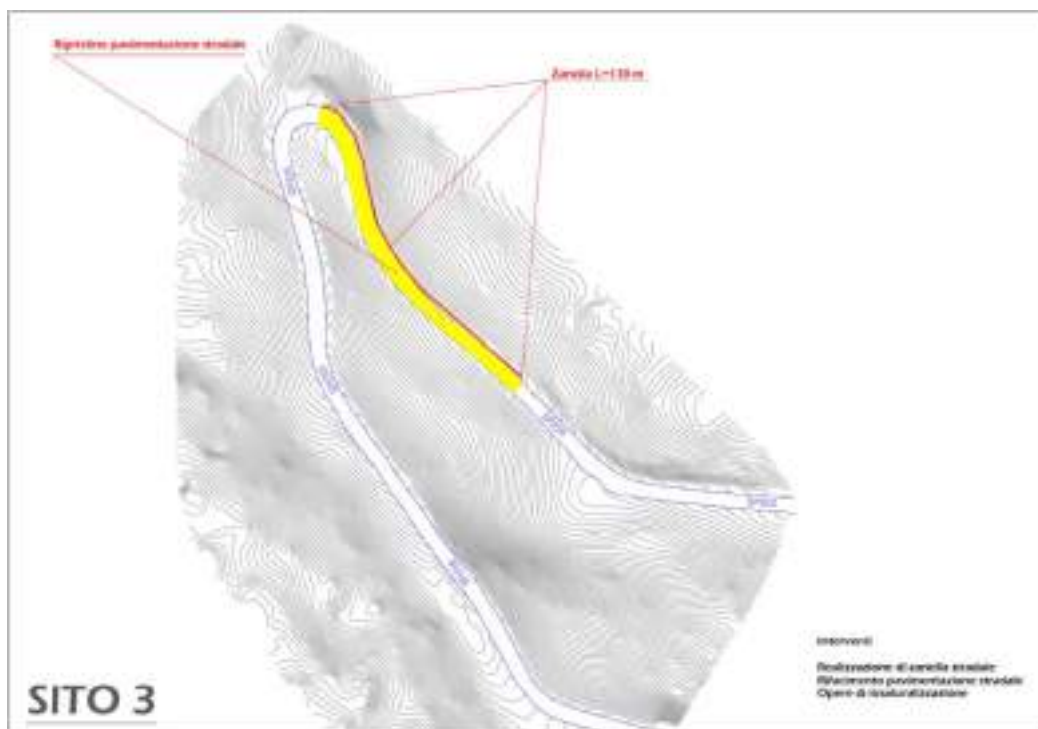 Ripristino pavimentazione stradale
Zanella L=130 m
Interventi
Realizzazione di zanella stradale
Rifacimento pavimentazione stradale
Opere di rinaturalizzazione
SITO 3